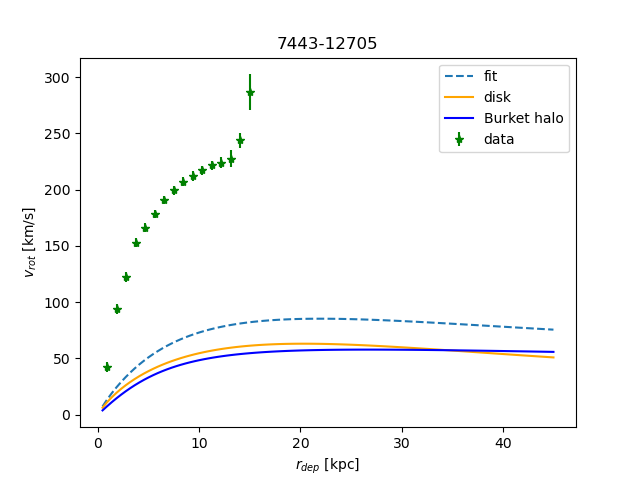 7443-12705
300
250
200
150
100
50
0
v_rot [km/s]
fit
disk
Burket halo
data
0 10 20 30 40
r_dep [kpc]